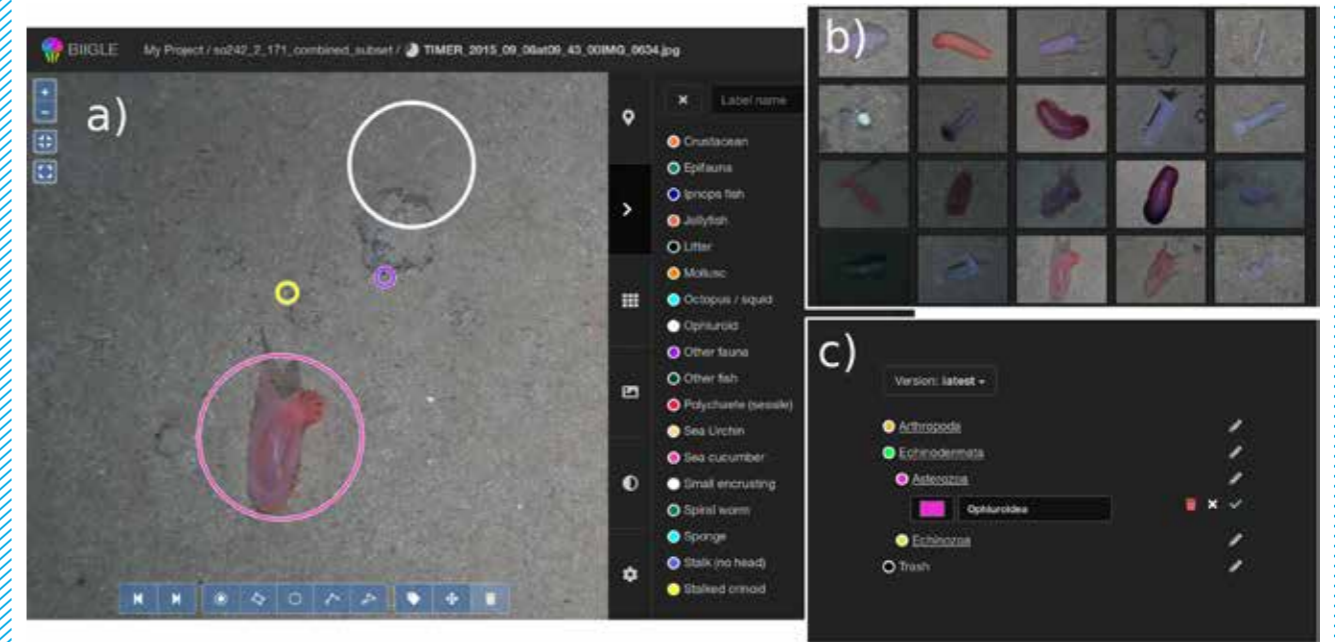 BIIGLE My Project / so242_2_171_combined_subset / TIMER_2015_09_06at09_43_00IMG_0634.jpg
a)
Label name
Crustacean
Epifauna
Ipnops fish
Jellyfish
Litter
Mollusc
Octopus / squid
Ophiuroid
Other fauna
Other fish
Polychaete (sessile)
Sea Urchin
Sea cucumber
Small encrusting
Spiral worm
Sponge
Stalk (no head)
Stalked crinoid
b)
c)
Version: latest
Arthropoda
Echinodermata
Asterozoa
Ophiuroidea
Echinozoa
Trash